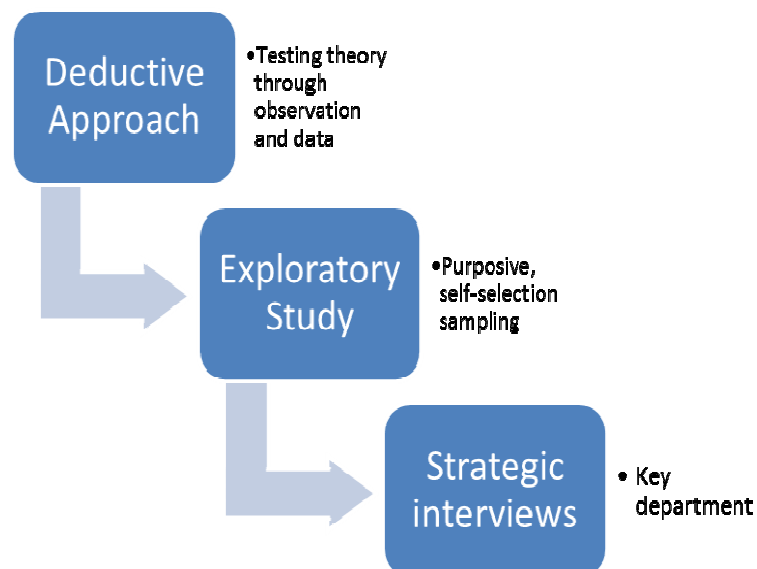 Deductive
Approach
•Testing theory
through
observation
and data
Exploratory
Study
•Purposive,
self-selection
sampling
Strategic
interviews
• Key
department